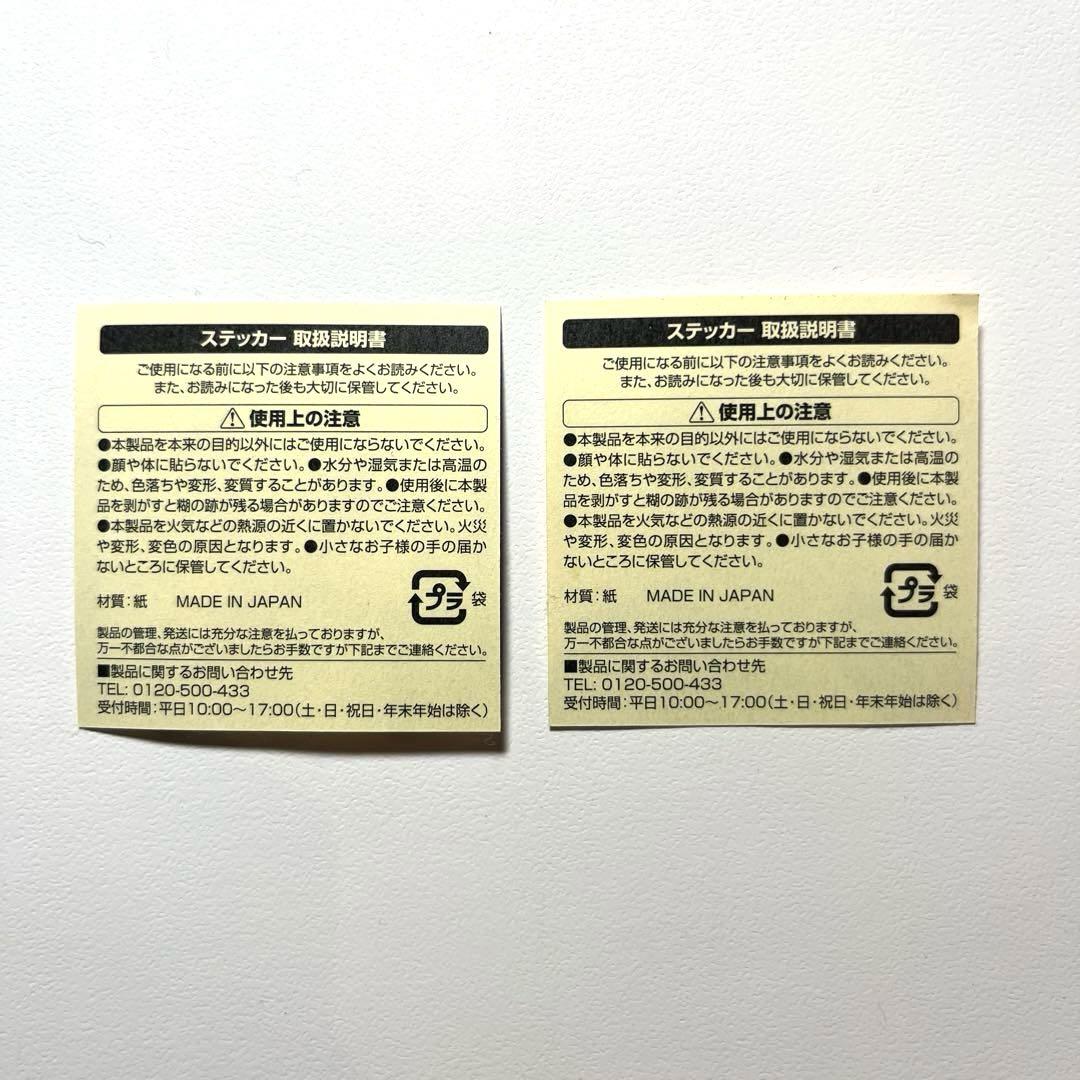 ステッカー 取扱説明書
ご使用になる前に以下の注意事項をよくお読みください。
また、お読みになった後も大切に保管してください。
⚠使用上の注意
●本製品を本来の目的以外にはご使用にならないでください。
●顔や体に貼らないでください。●水分や湿気または高温の
ため、色落ちや変形、変質することがあります。●使用後に本製
品を剥がすと糊の跡が残る場合がありますのでご注意ください。
●本製品を火気などの熱源の近くに置かないでください。火災
や変形、変色の原因となります。●小さなお子様の手の届か
ないところに保管してください。
材質：紙 MADE IN JAPAN
プラ 袋
製品の管理、発送には充分な注意を払っておりますが、
万一不都合な点がございましたらお手数ですが下記までご連絡ください。
■製品に関するお問い合わせ先
TEL: 0120-500-433
受付時間：平日10:00〜17:00（土・日・祝日・年末年始は除く）
ステッカー 取扱説明書
ご使用になる前に以下の注意事項をよくお読みください。
また、お読みになった後も大切に保管してください。
⚠使用上の注意
●本製品を本来の目的以外にはご使用にならないでください。
●顔や体に貼らないでください。●水分や湿気または高温の
ため、色落ちや変形、変質することがあります。●使用後に本製
品を剥がすと糊の跡が残る場合がありますのでご注意ください。
●本製品を火気などの熱源の近くに置かないでください。火災
や変形、変色の原因となります。●小さなお子様の手の届か
ないところに保管してください。
材質：紙 MADE IN JAPAN
プラ 袋
製品の管理、発送には充分な注意を払っておりますが、
万一不都合な点がございましたらお手数ですが下記までご連絡ください。
■製品に関するお問い合わせ先
TEL: 0120-500-433
受付時間：平日10:00〜17:00（土・日・祝日・年末年始は除く）